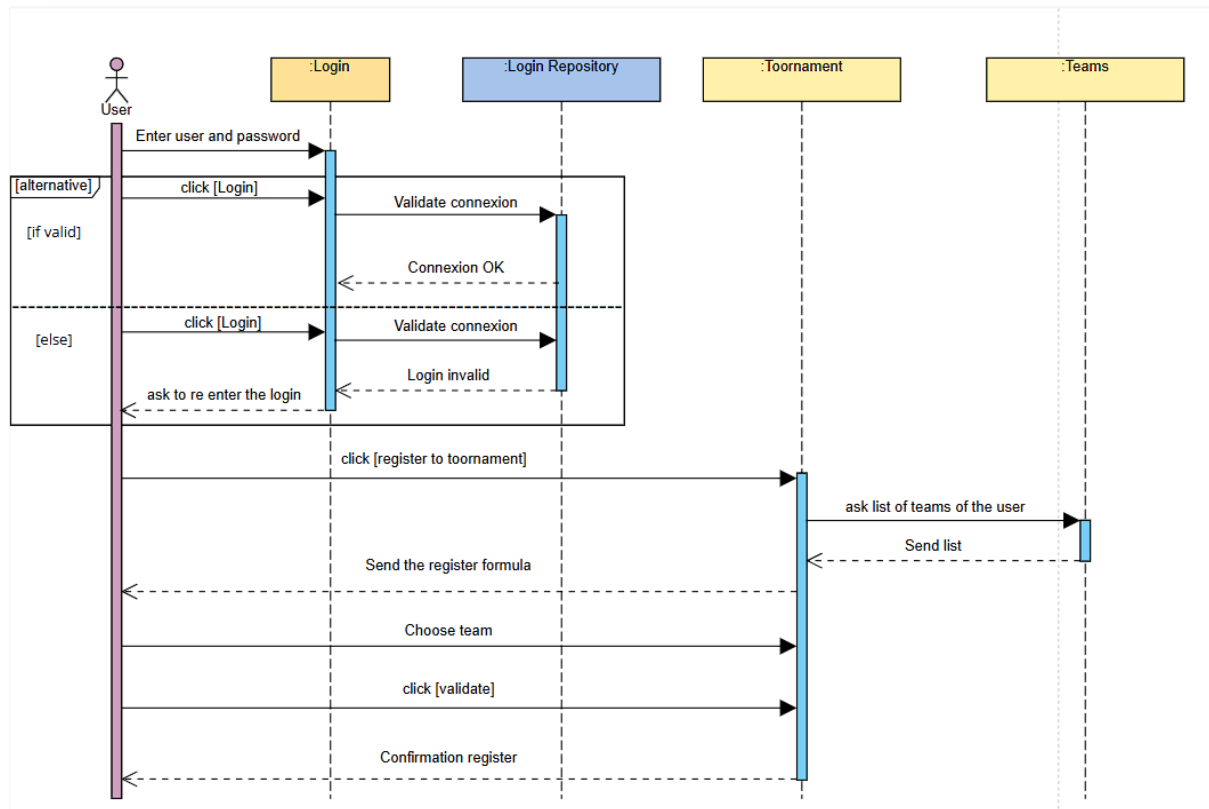 :Login
:Login Repository
:Toornament
:Teams
User
Enter user and password
[alternative]
click [Login]
Validate connexion
[if valid]
Connexion OK
click [Login]
Validate connexion
[else]
Login invalid
ask to re enter the login
click [register to toornament]
ask list of teams of the user
Send list
Send the register formula
Choose team
click [validate]
Confirmation register